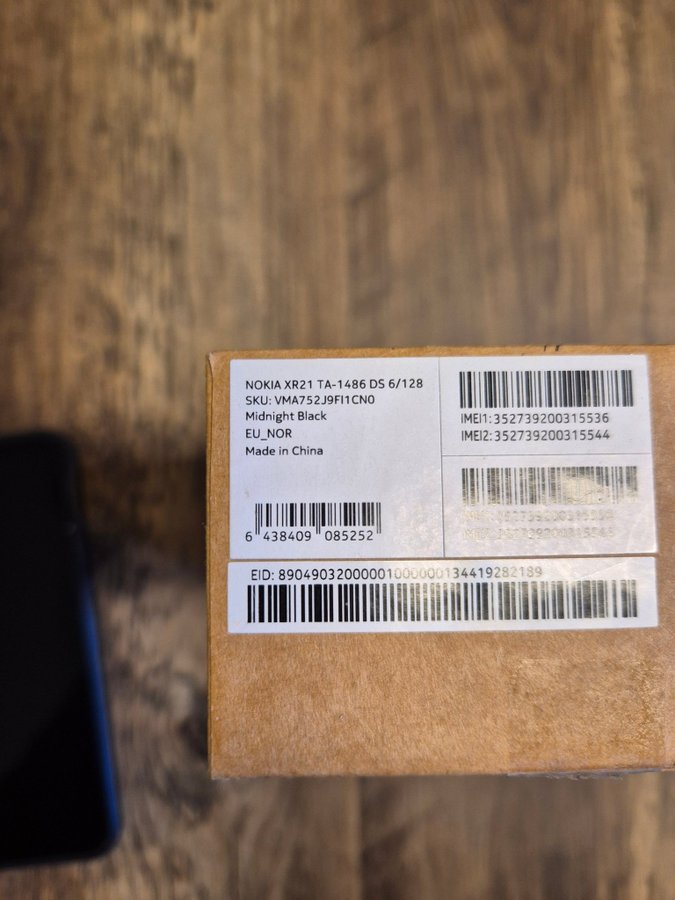 NOKIA XR21 TA-1486 DS 6/128
SKU: VMA752J9FI1CN0
Midnight Black
EU_NOR
Made in China
6 438409 085252
IMEI1: 352739200315536
IMEI2: 352739200315544
EID: 89049032000001000000134419282189